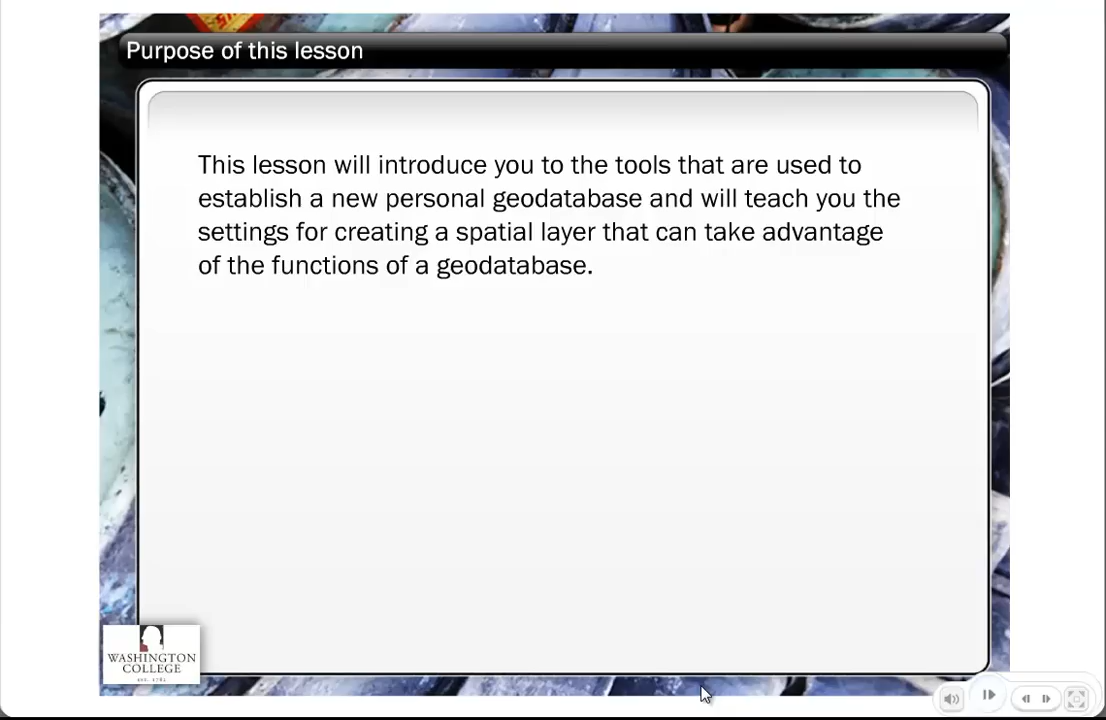 Purpose of this lesson
This lesson will introduce you to the tools that are used to
establish a new personal geodatabase and will teach you the
settings for creating a spatial layer that can take advantage
of the functions of a geodatabase.
WASHINGTON
COLLEGE
EST. 1782